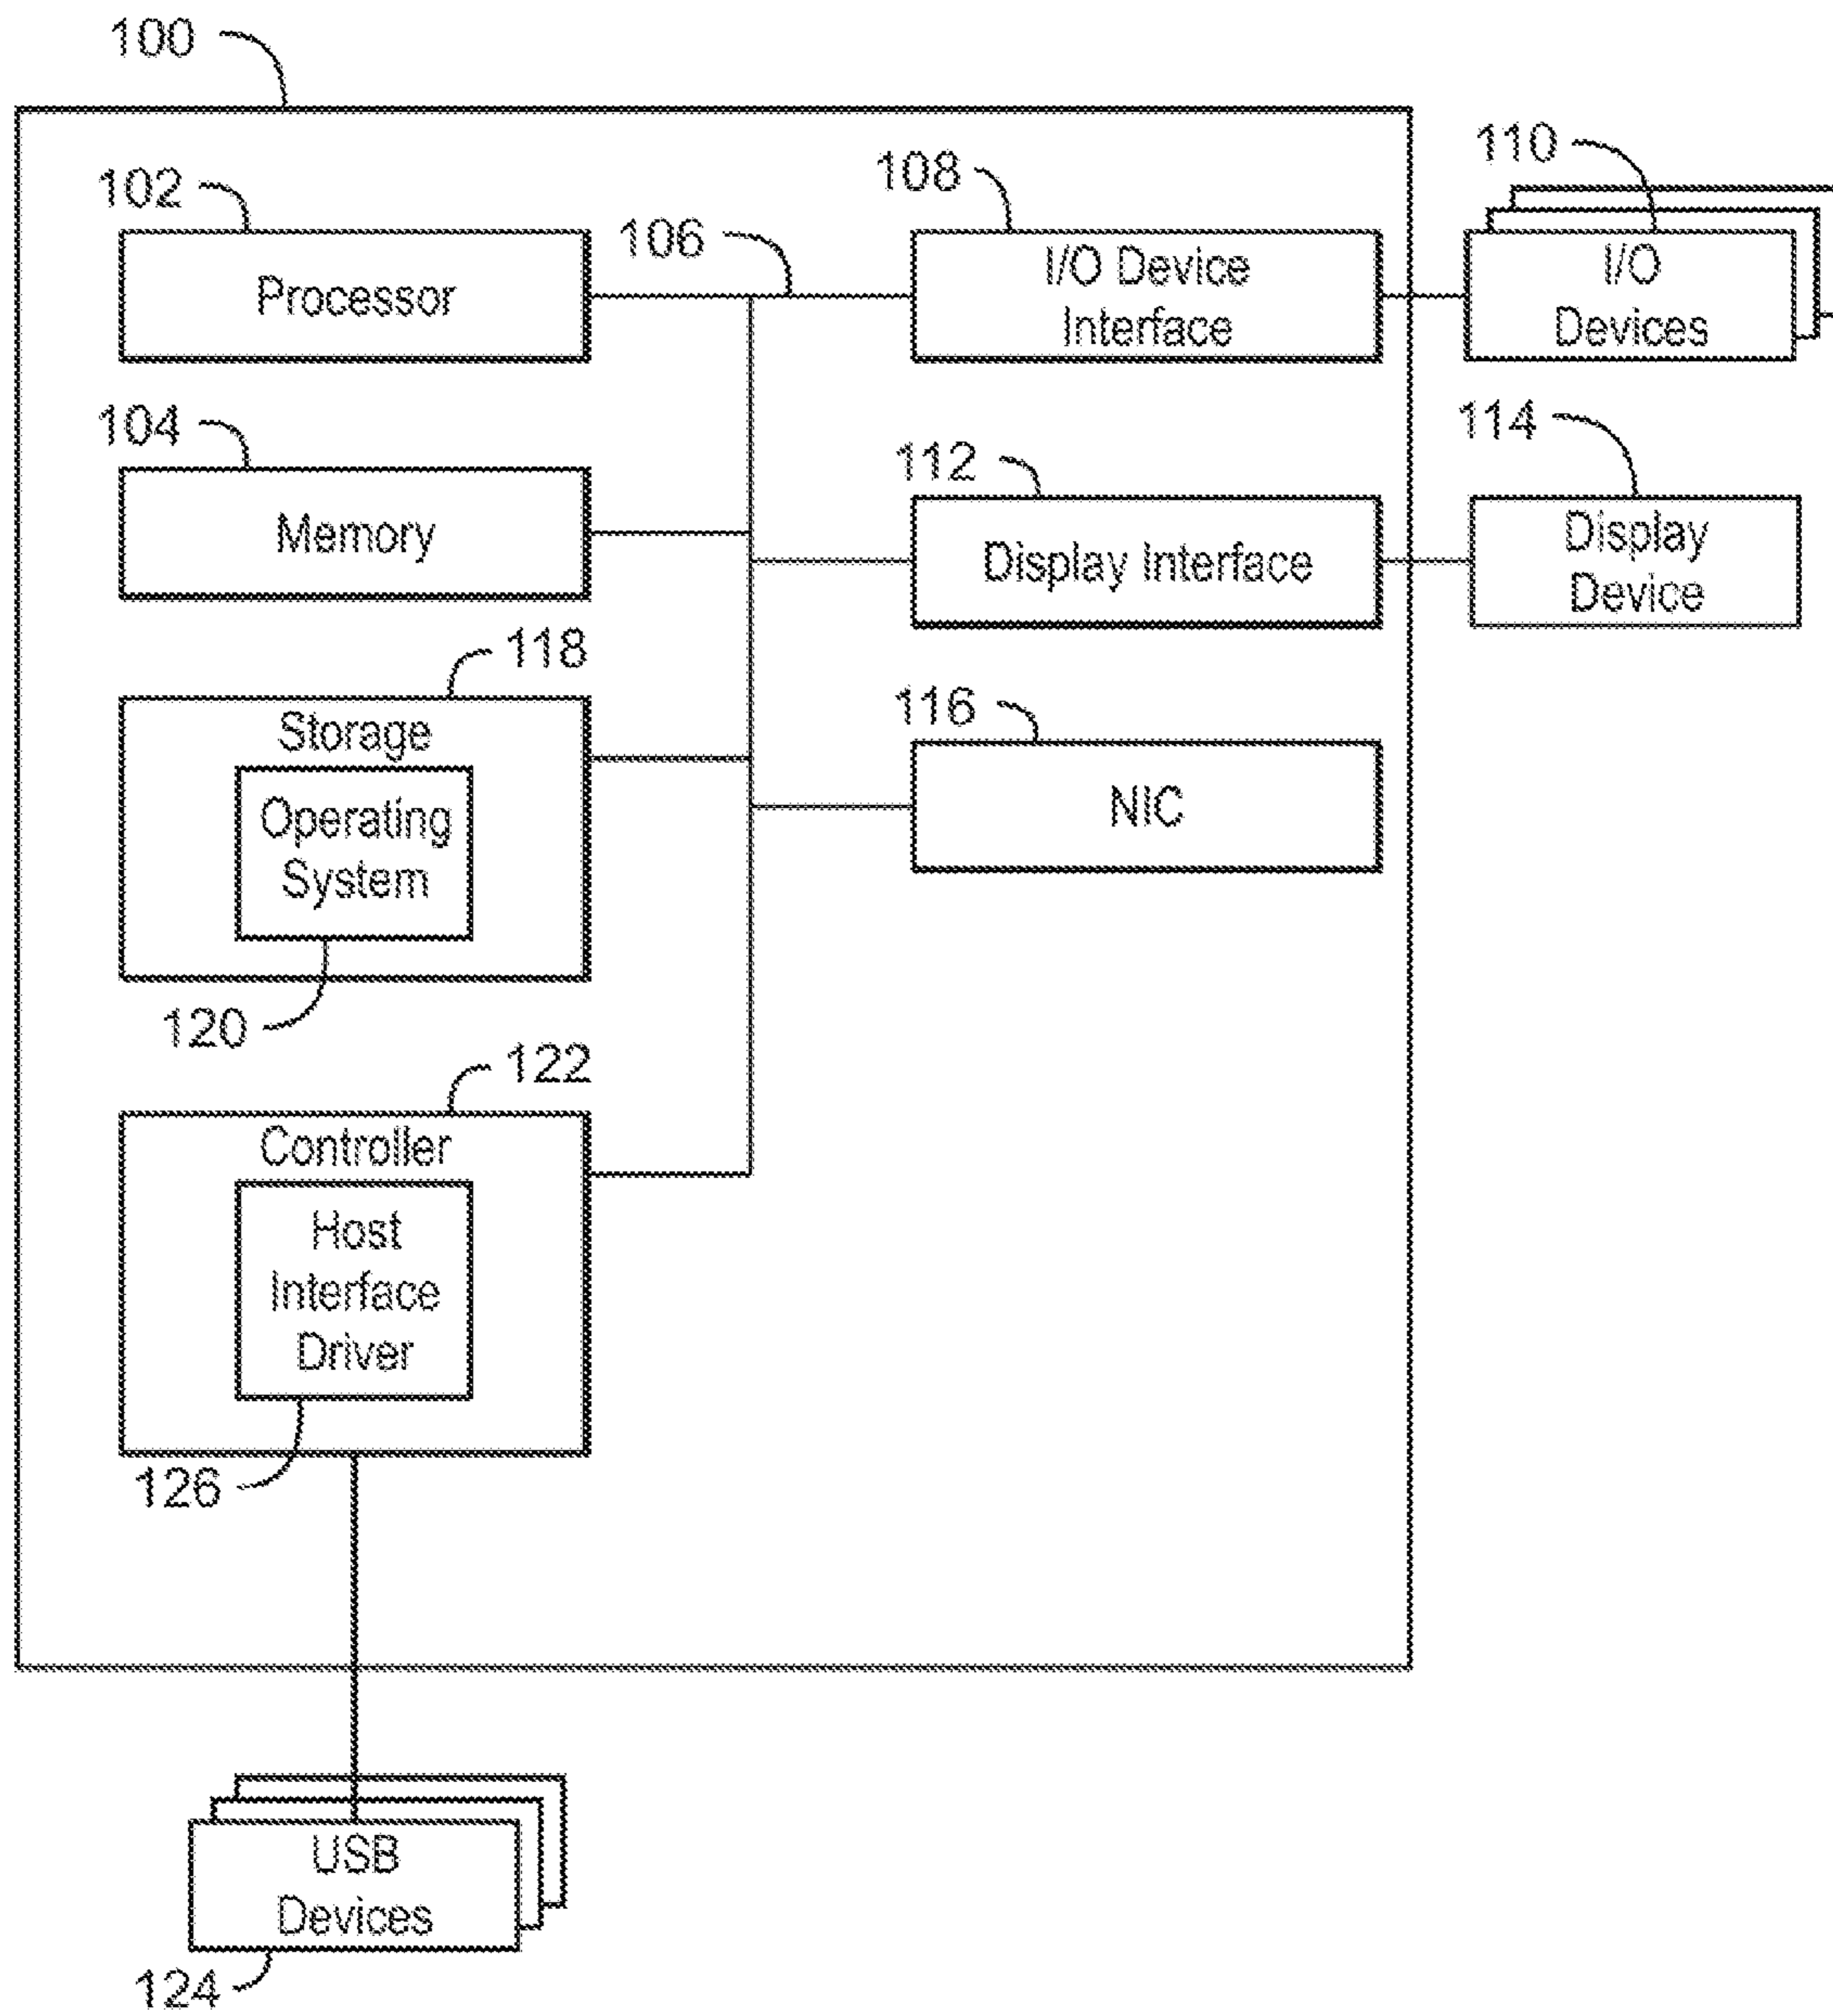 100
102
Processor
106
108
I/O Device
Interface
110
I/O
Devices
104
Memory
112
Display Interface
114
Display
Device
118
Storage
Operating
System
120
116
NIC
122
Controller
Host
Interface
Driver
126
USB
Devices
124